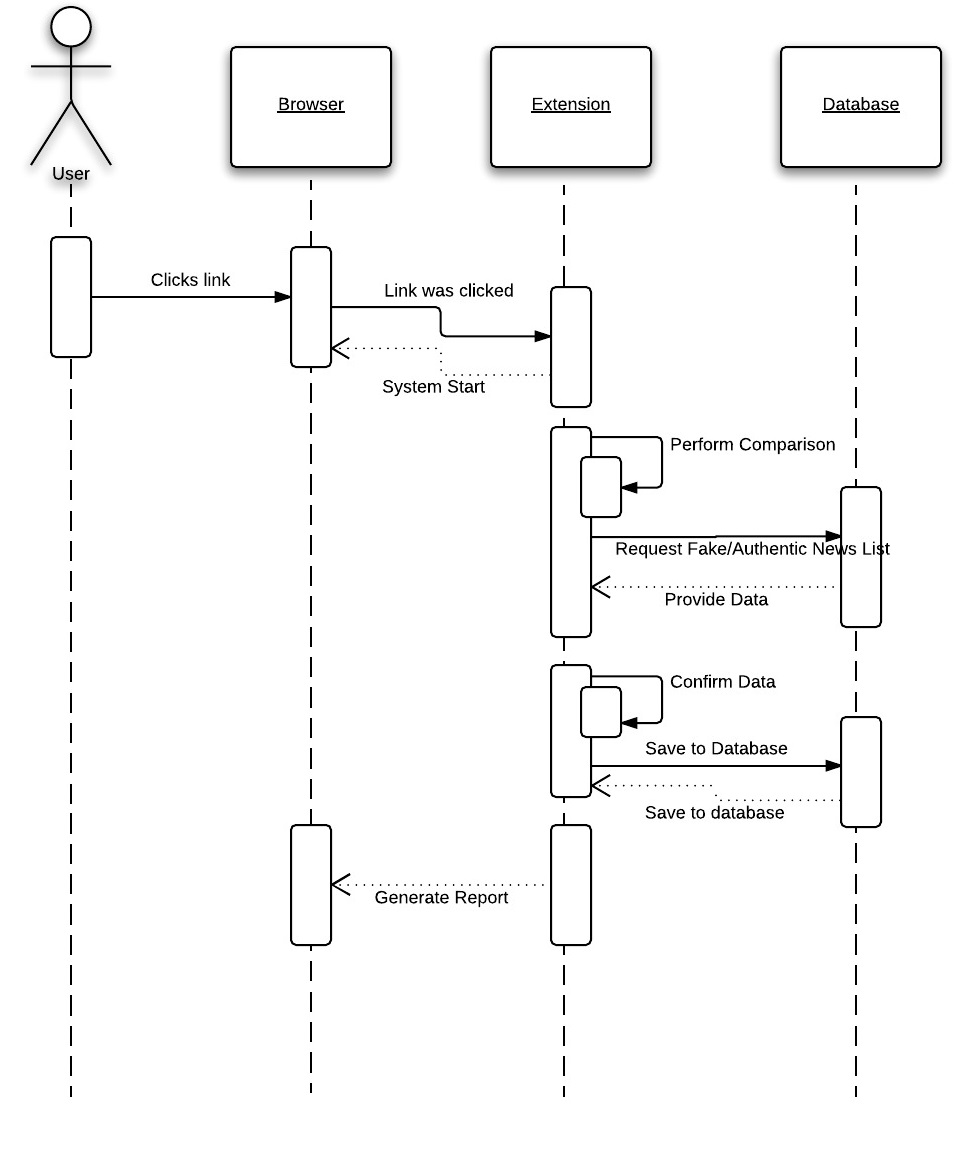 User
Browser
Extension
Database
Clicks link
Link was clicked
System Start
Perform Comparison
Request Fake/Authentic News List
Provide Data
Confirm Data
Save to Database
Save to database
Generate Report